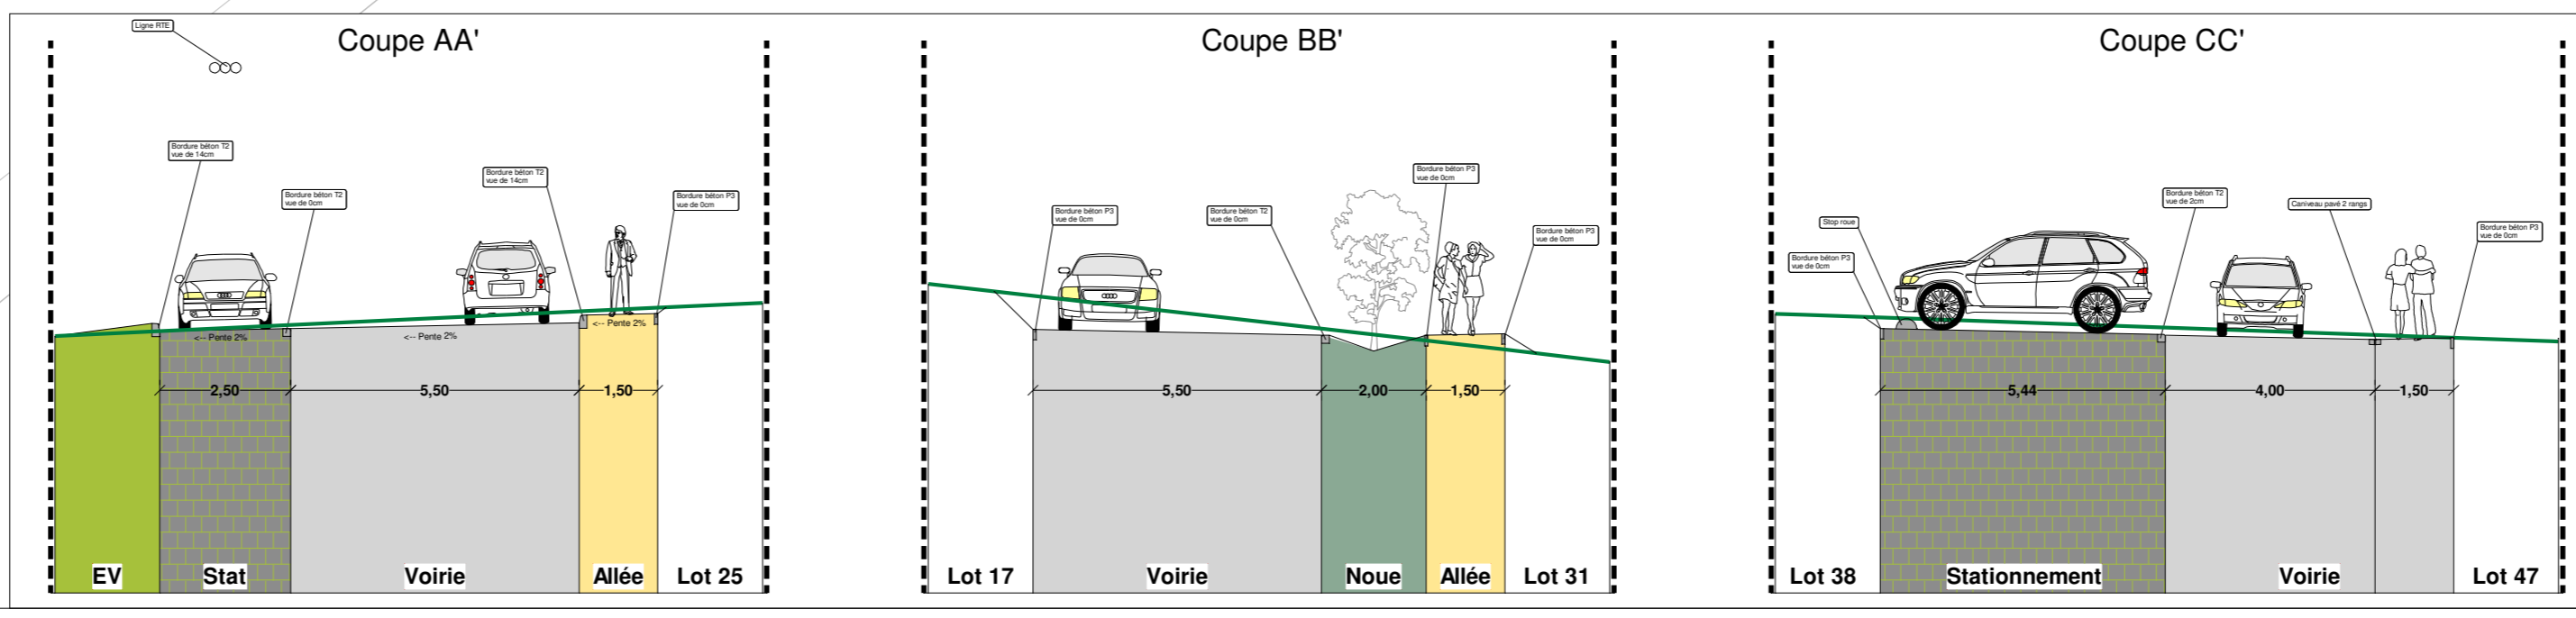 Coupe AA'
Ligne RTE
Bordure béton T2
vue de 14cm
Bordure béton T2
vue de 0cm
Bordure béton T2
vue de 14cm
Bordure béton P3
vue de 0cm
<-- Pente 2%
<-- Pente 2%
<-- Pente 2%
2,50
5,50
1,50
EV
Stat
Voirie
Allée
Lot 25
Coupe BB'
Bordure béton P3
vue de 0cm
Bordure béton T2
vue de 0cm
Bordure béton P3
vue de 0cm
Bordure béton P3
vue de 0cm
5,50
2,00
1,50
Lot 17
Voirie
Noue
Allée
Lot 31
Coupe CC'
Stop roue
Bordure béton P3
vue de 0cm
Bordure béton T2
vue de 2cm
Caniveau pavé 2 rangs
Bordure béton P3
vue de 0cm
5,44
4,00
1,50
Lot 38
Stationnement
Voirie
Lot 47